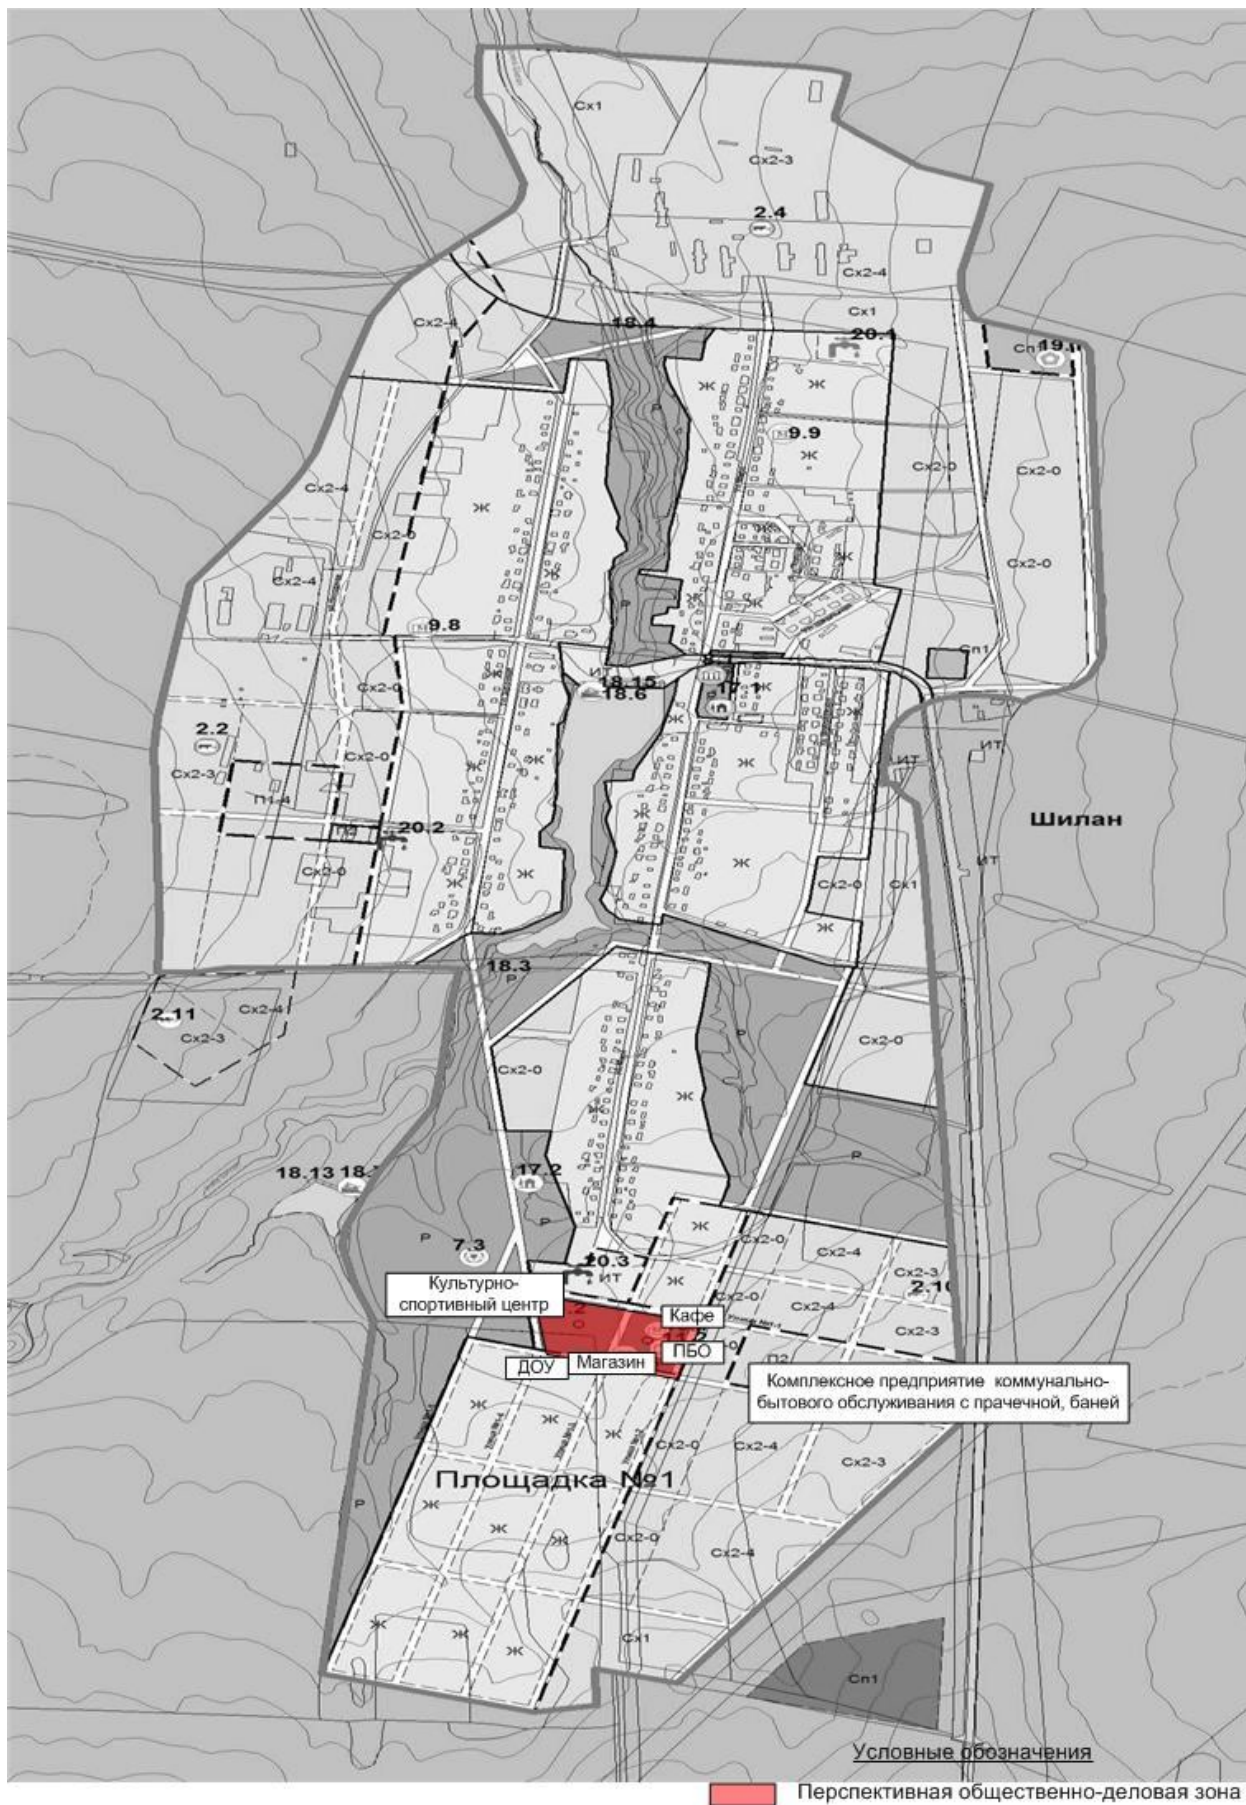 Сх1
Сх2-3
2.4
Сх2-4
Сх1
Сх2-4
18.4
20.1
Сп1
19.
Ж
Ж
Р
9.9
Ж
Сх2-0
Сх2-0
Сх2-4
Ж
Сх2-0
Ж
Ж
Сх2-0
Сх2-4
Ж
Р
Ж
Ж
9.8
Сп1
ИТ
Ж
18.15
18.6
17.1
Ж
Сх2-0
Ж
Ж
2.2
Сх2-3
Сх2-0
Ж
Ж
Ж
ИТ
ИТ
П1-4
Ж
Шилан
20.2
Сх2-0
Ж
Ж
Ж
Сх2-0
Сх1
ИТ
Ж
18.3
Р
2.11
Сх2-4
Сх2-3
Р
Сх2-0
Сх2-0
Ж
Ж
Р
18.13
17.2
Р
Р
Ж
7.3
Сх2-0
Сх2-4
20.3
ИТ
Ж
Сх2-3
Культурно-
спортивный центр
Сх2-0
Сх2-4
О
Кафе
Сх2-3
ПБО
ДОУ
Магазин
П2
Комплексное предприятие коммунально-
бытового обслуживания с прачечной, баней
Ж
Ж
Ж
Сх2-0
Сх2-4
Сх2-3
Площадка №1
Р
Ж
Ж
Ж
Сх2-0
Сх2-4
Ж
Ж
Ж
Сх1
Сп1
Условные обозначения
Перспективная общественно-деловая зона